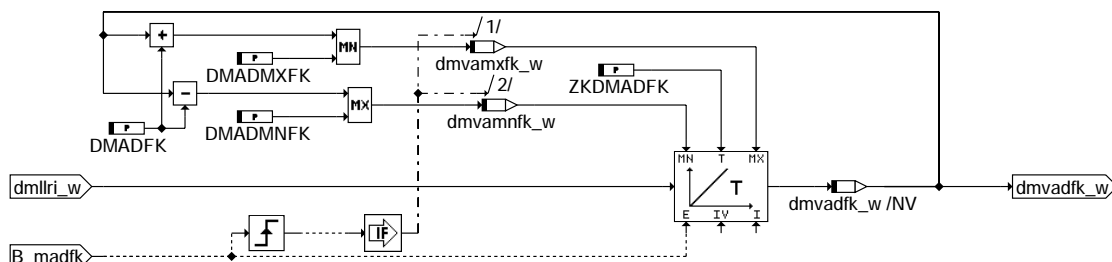 / 1/
+
MN
P
DMADMXFK
dmvamxfk_w
P
ZKDMADFK
-
/ 2/
P
MX
DMADMNFK
dmvamnfk_w
P
DMADFK
MN T MX
dmllri_w
T
dmvadfk_w /NV
dmvadfk_w
E IV I
IF
B_madfk